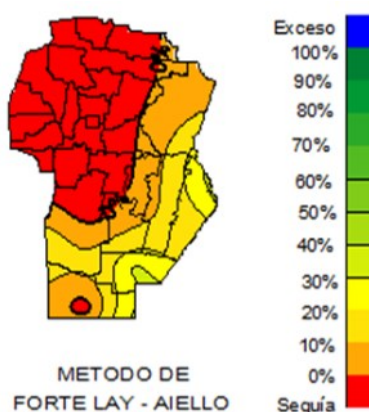 Exceso
100%
90%
80%
70%
60%
50%
40%
30%
20%
10%
0%
Sequía
METODO DE
FORTE LAY - AIELLO